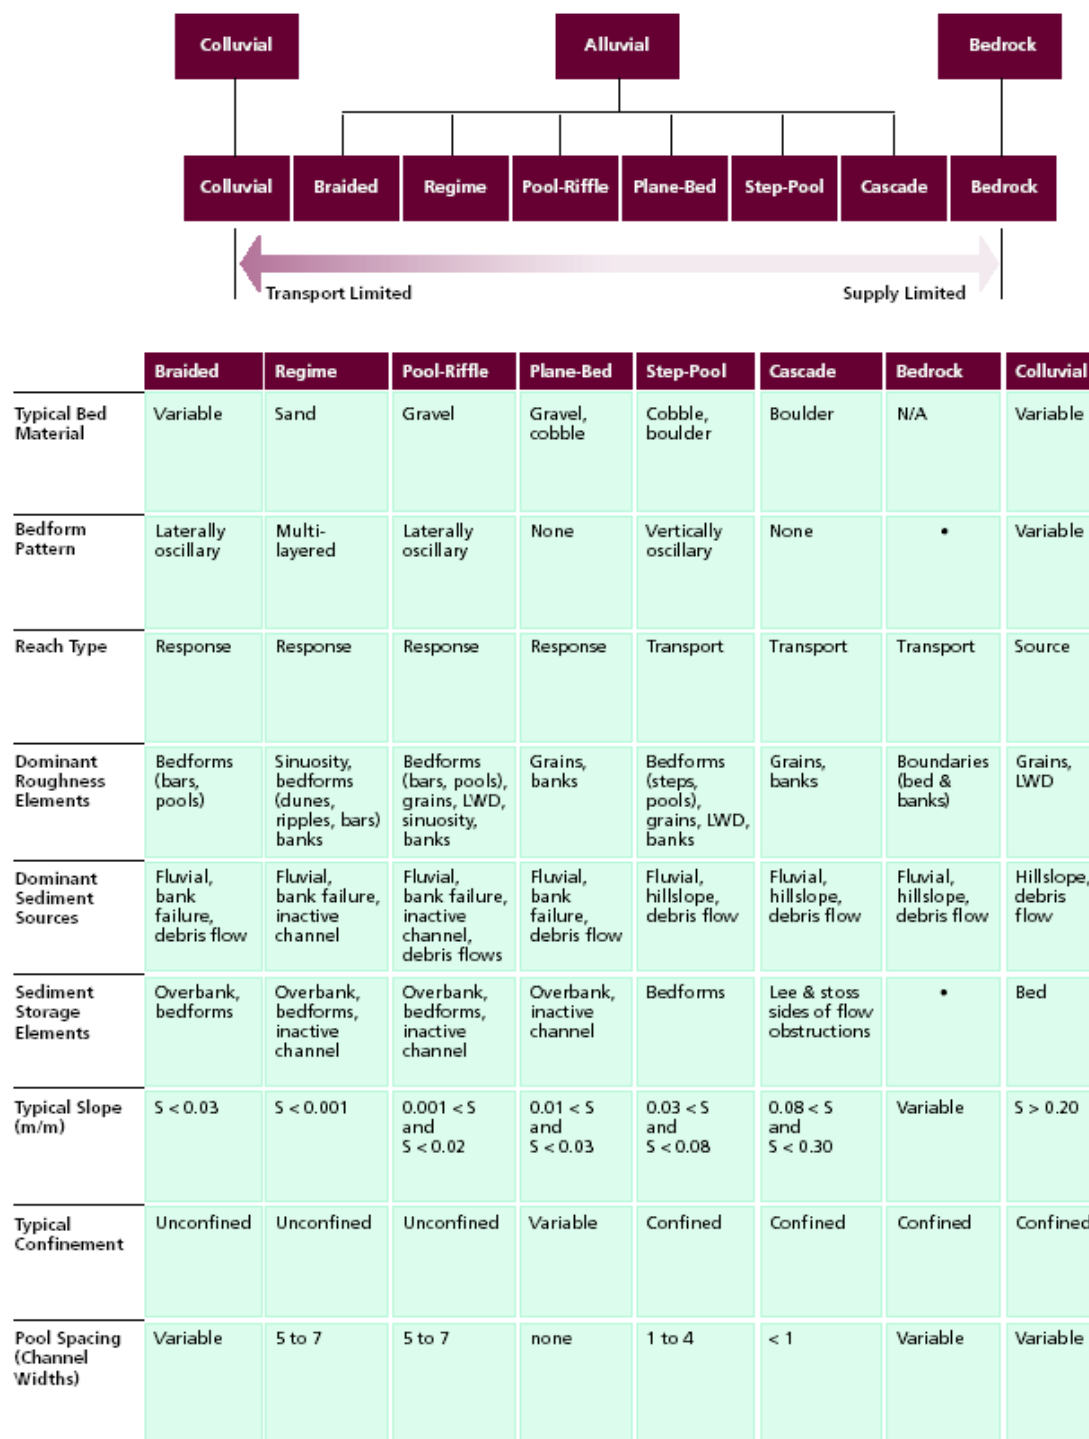 Colluvial Alluvial Bedrock
Colluvial Braided Regime Pool-Riffle Plane-Bed Step-Pool Cascade Bedrock
Transport Limited Supply Limited
Braided Regime Pool-Riffle Plane-Bed Step-Pool Cascade Bedrock Colluvial
Typical Bed Variable Sand Gravel Gravel, Cobble, Boulder N/A Variable
Material cobble boulder
Bedform Laterally Multi- Laterally None Vertically None • Variable
Pattern oscillary layered oscillary oscillary
Reach Type Response Response Response Response Transport Transport Transport Source
Dominant Bedforms Sinuosity, Bedforms Grains, Bedforms Grains, Boundaries Grains,
Roughness (bars, bedforms (bars, pools), banks (steps, banks (bed & LWD
Elements pools) (dunes, grains, LWD, pools), banks)
ripples, bars) sinuosity, grains, LWD,
banks banks banks
Dominant Fluvial, Fluvial, Fluvial, Fluvial, Fluvial, Fluvial, Fluvial, Hillslope,
Sediment bank bank failure, bank failure, bank hillslope, hillslope, hillslope, debris
Sources failure, inactive inactive failure, debris flow debris flow debris flow flow
debris flow channel channel, debris flow
debris flows
Sediment Overbank, Overbank, Overbank, Overbank, Bedforms Lee & stoss • Bed
Storage bedforms bedforms, bedforms, inactive sides of flow
Elements inactive inactive channel obstructions
channel channel
Typical Slope S < 0.03 S < 0.001 0.001 < S 0.01 < S 0.03 < S 0.08 < S Variable S > 0.20
(m/m) and and and and
S < 0.02 S < 0.03 S < 0.08 S < 0.30
Typical Unconfined Unconfined Unconfined Variable Confined Confined Confined Confined
Confinement
Pool Spacing Variable 5 to 7 5 to 7 none 1 to 4 < 1 Variable Variable
(Channel
Widths)